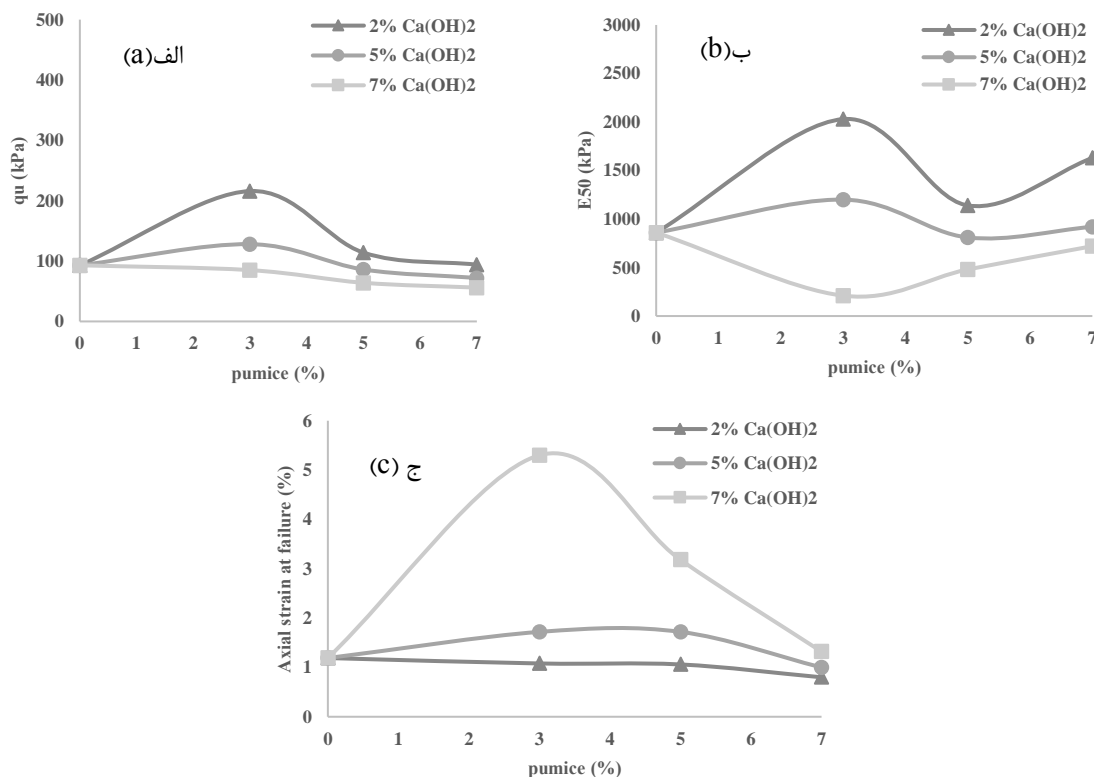 الف(a)
qu (kPa)
500
400
300
200
100
0
0 1 2 3 4 5 6 7
pumice (%)
2% Ca(OH)2
5% Ca(OH)2
7% Ca(OH)2
ب(b)
E50 (kPa)
3000
2500
2000
1500
1000
500
0
0 1 2 3 4 5 6 7
pumice (%)
2% Ca(OH)2
5% Ca(OH)2
7% Ca(OH)2
ج (c)
Axial strain at failure (%)
6
5
4
3
2
1
0
0 1 2 3 4 5 6 7
pumice (%)
2% Ca(OH)2
5% Ca(OH)2
7% Ca(OH)2